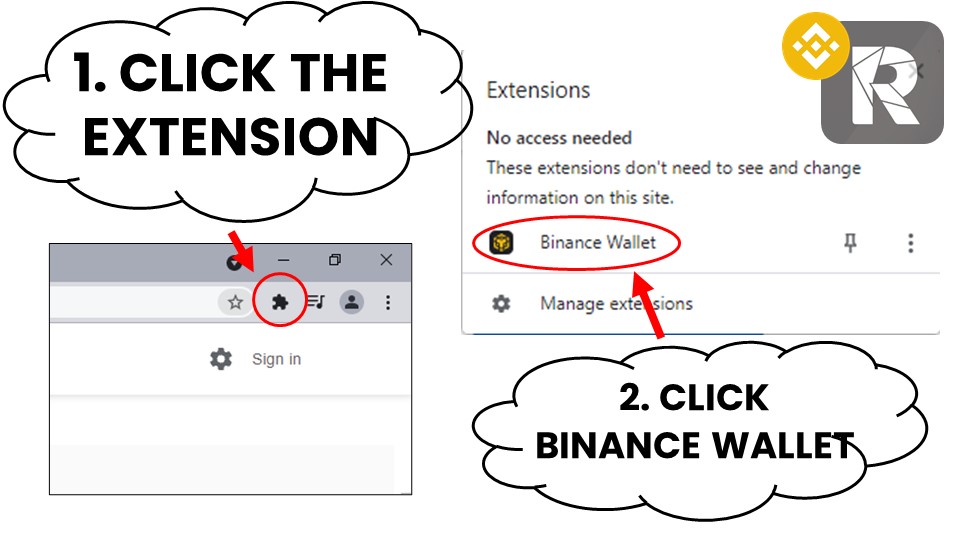 1. CLICK THE
EXTENSION
Sign in
Extensions
No access needed
These extensions don't need to see and change
information on this site.
Binance Wallet
Manage extensions
2. CLICK
BINANCE WALLET
R